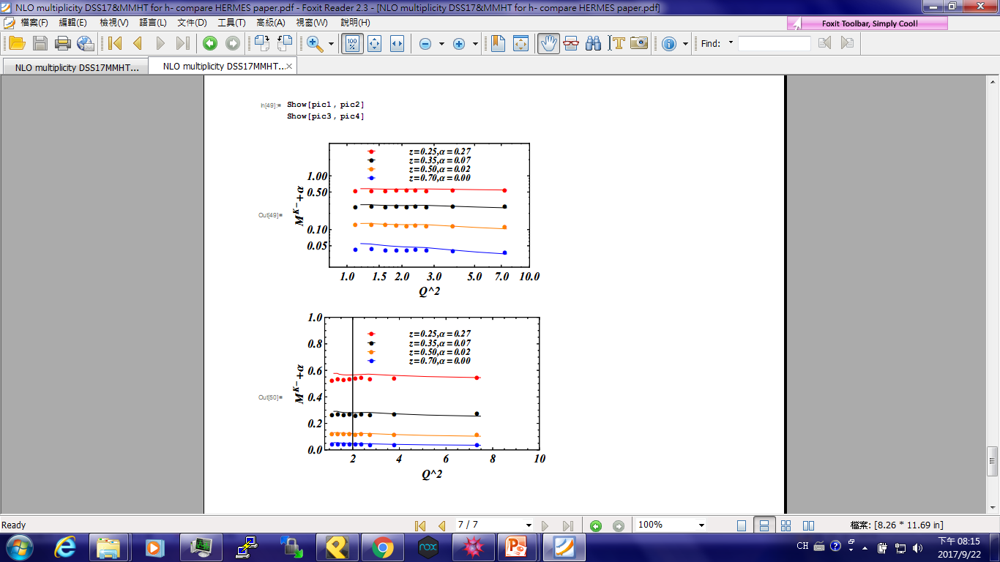 NLO multiplicity DSS17&MMHT for h- compare HERMES paper.pdf - Foxit Reader 2.3 - [NLO multiplicity DSS17&MMHT for h- compare HERMES paper.pdf]
檔案(F) 編輯(E) 檢視(V) 語言(L) 文件(D) 工具(T) 高級(A) 視窗(W) 說明(H)
Foxit Toolbar, Simply Cool!
Find:
NLO multiplicity DSS17MMHT...
NLO multiplicity DSS17MMHT...
In[49]:= Show[pic1, pic2]
Show[pic3, pic4]
z=0.25,α=0.27
z=0.35,α=0.07
z=0.50,α=0.02
z=0.70,α=0.00
1.00
0.50
0.10
0.05
M^K-+α
Out[49]=
1.0 1.5 2.0 3.0 5.0 7.0 10.0
Q^2
1.0
0.8
0.6
0.4
0.2
0.0
z=0.25,α=0.27
z=0.35,α=0.07
z=0.50,α=0.02
z=0.70,α=0.00
M^K-+α
Out[50]=
2 4 6 8 10
Q^2
Ready
7 / 7
100%
檔案: [8.26 * 11.69 in]
nox
CH
下午 08:15
2017/9/22